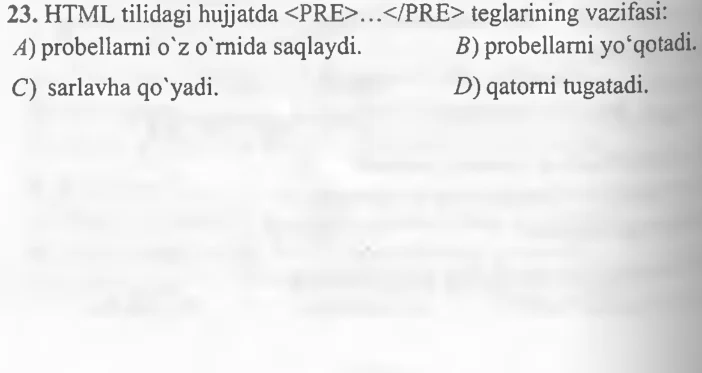 23. HTML tilidagi hujjatda <PRE>…</PRE> teglarining vazifasi:
A) probellarni o`z o`rnida saqlaydi. B) probellarni yo‘qotadi.
C) sarlavha qo`yadi. D) qatorni tugatadi.